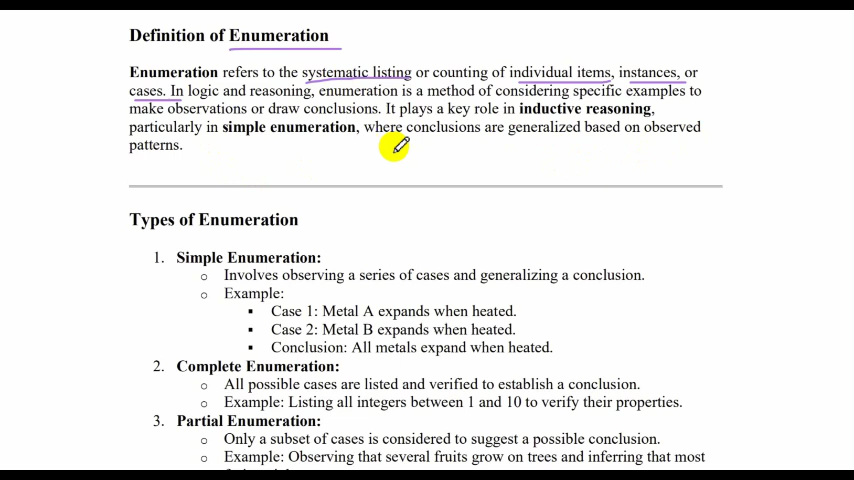 Definition of Enumeration
Enumeration refers to the systematic listing or counting of individual items, instances, or
cases. In logic and reasoning, enumeration is a method of considering specific examples to
make observations or draw conclusions. It plays a key role in inductive reasoning,
particularly in simple enumeration, where conclusions are generalized based on observed
patterns.
Types of Enumeration
1. Simple Enumeration:
o Involves observing a series of cases and generalizing a conclusion.
o Example:
▪ Case 1: Metal A expands when heated.
▪ Case 2: Metal B expands when heated.
▪ Conclusion: All metals expand when heated.
2. Complete Enumeration:
o All possible cases are listed and verified to establish a conclusion.
o Example: Listing all integers between 1 and 10 to verify their properties.
3. Partial Enumeration:
o Only a subset of cases is considered to suggest a possible conclusion.
o Example: Observing that several fruits grow on trees and inferring that most